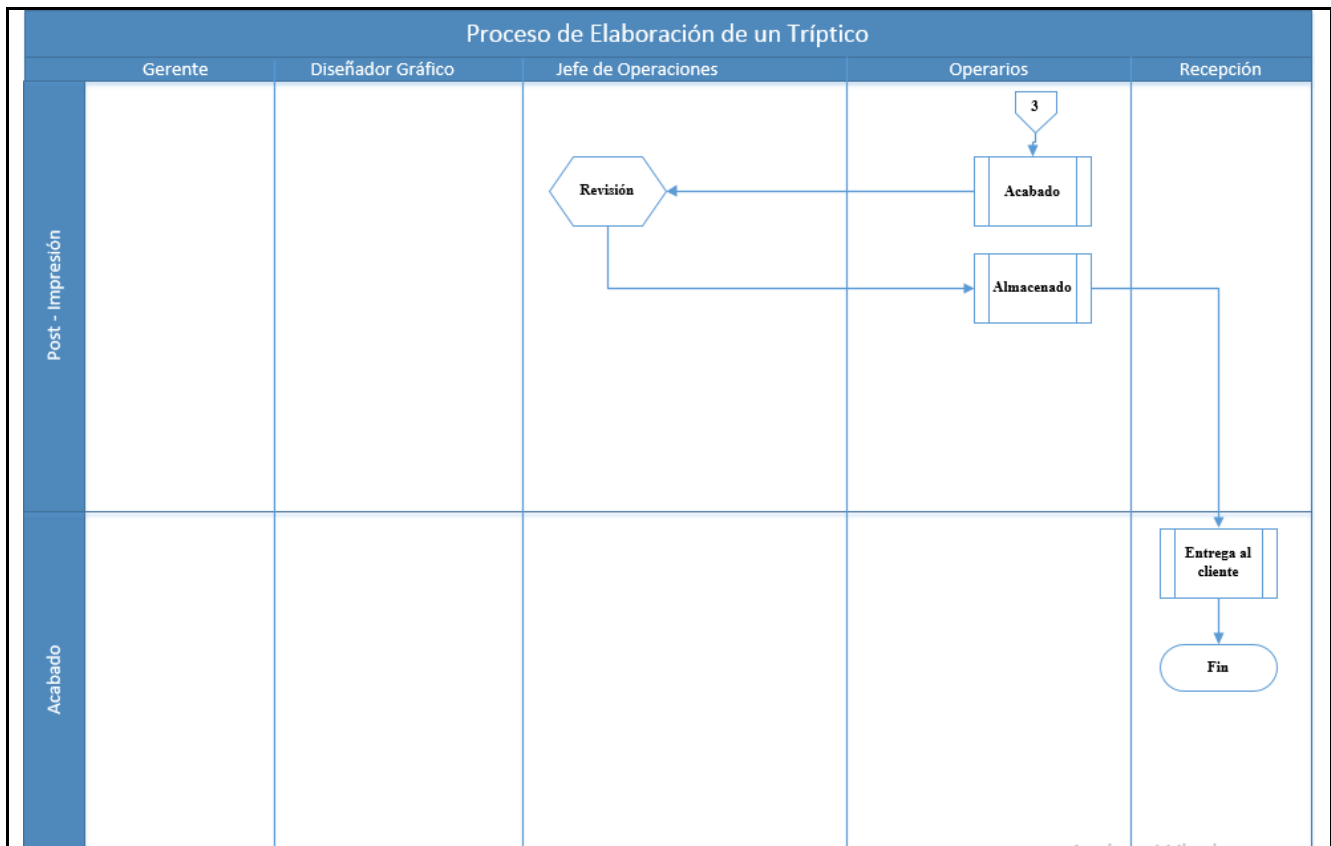 Proceso de Elaboración de un Tríptico
Gerente
Diseñador Gráfico
Jefe de Operaciones
Operarios
Recepción
Post - Impresión
3
Revisión
Acabado
Almacenado
Acabado
Entrega al
cliente
Fin